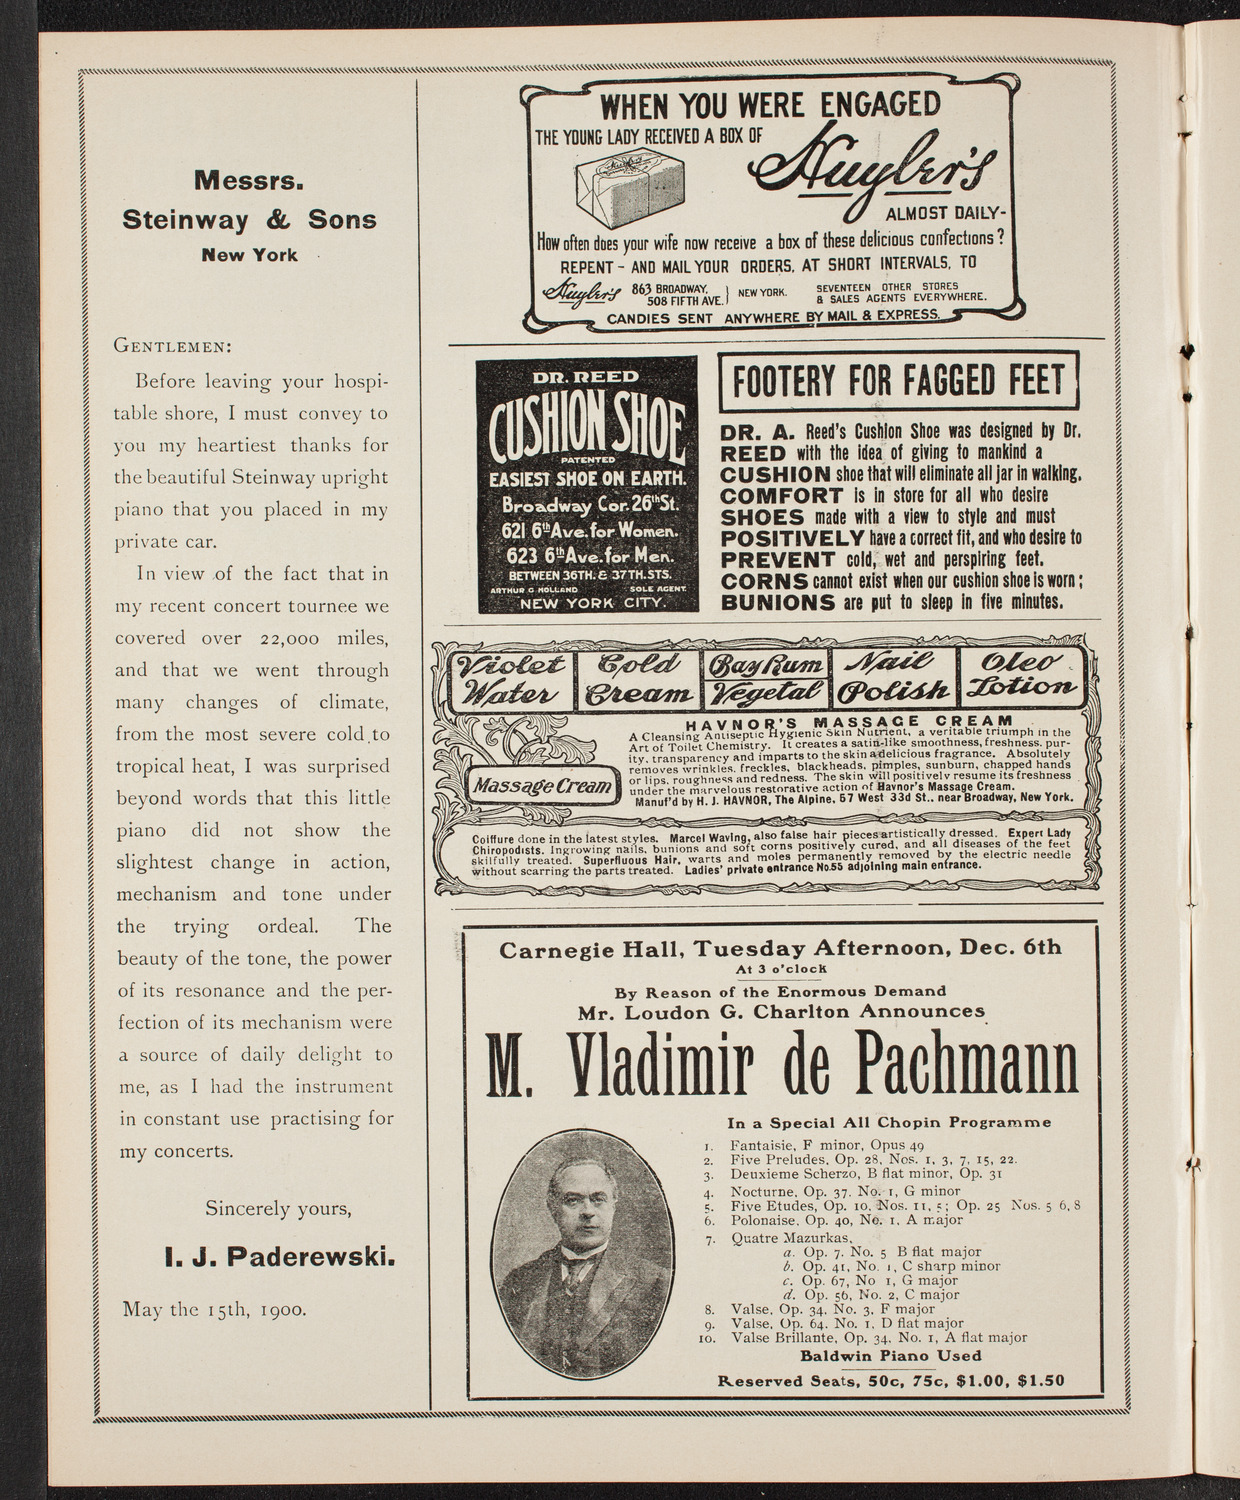 Messrs.
Steinway & Sons
New York
GENTLEMEN:
Before leaving your hospi-
table shore, I must convey to
you my heartiest thanks for
the beautiful Steinway upright
piano that you placed in my
private car.
In view of the fact that in
my recent concert tournee we
covered over 22,000 miles,
and that we went through
many changes of climate,
from the most severe cold to
tropical heat, I was surprised
beyond words that this little
piano did not show the
slightest change in action,
mechanism and tone under
the trying ordeal. The
beauty of the tone, the power
of its resonance and the per-
fection of its mechanism were
a source of daily delight to
me, as I had the instrument
in constant use practising for
my concerts.
Sincerely yours,
I. J. Paderewski.
May the 15th, 1900.
WHEN YOU WERE ENGAGED
THE YOUNG LADY RECEIVED A BOX OF
Huyler's
Huyler's
ALMOST DAILY-
How often does your wife now receive a box of these delicious confections?
REPENT - AND MAIL YOUR ORDERS, AT SHORT INTERVALS, TO
Huyler's 863 BROADWAY, 508 FIFTH AVE. } NEW YORK. SEVENTEEN OTHER STORES & SALES AGENTS EVERYWHERE.
CANDIES SENT ANYWHERE BY MAIL & EXPRESS.
DR. REED
CUSHION SHOE
PATENTED
EASIEST SHOE ON EARTH.
Broadway Cor. 26th St.
621 6th Ave. for Women.
623 6th Ave. for Men.
BETWEEN 36TH. & 37TH. STS.
ARTHUR G HOLLAND SOLE AGENT.
NEW YORK CITY.
FOOTERY FOR FAGGED FEET
DR. A. Reed's Cushion Shoe was designed by Dr.
REED with the idea of giving to mankind a
CUSHION shoe that will eliminate all jar in walking.
COMFORT is in store for all who desire
SHOES made with a view to style and must
POSITIVELY have a correct fit, and who desire to
PREVENT cold, wet and perspiring feet.
CORNS cannot exist when our cushion shoe is worn;
BUNIONS are put to sleep in five minutes.
Violet Water
Cold Cream
Bay Rum
Vegetal
Nail Polish
Oleo Lotion
Massage Cream
HAVNOR'S MASSAGE CREAM
A Cleansing Antiseptic Hygienic Skin Nutrient, a veritable triumph in the
Art of Toilet Chemistry. It creates a satin-like smoothness, freshness, pur-
ity, transparency and imparts to the skin a delicious fragrance. Absolutely
removes wrinkles, freckles, blackheads, pimples, sunburn, chapped hands
or lips, roughness and redness. The skin will positively resume its freshness
under the marvelous restorative action of Havnor's Massage Cream.
Manuf'd by H. J. HAVNOR, The Alpine, 57 West 33d St., near Broadway, New York.
Coiffure done in the latest styles. Marcel Waving, also false hair pieces artistically dressed. Expert Lady
Chiropodists. Ingrowing nails, bunions and soft corns positively cured, and all diseases of the feet
skilfully treated. Superfluous Hair, warts and moles permanently removed by the electric needle
without scarring the parts treated. Ladies' private entrance No. 55 adjoining main entrance.
Carnegie Hall, Tuesday Afternoon, Dec. 6th
At 3 o'clock
By Reason of the Enormous Demand
Mr. Loudon G. Charlton Announces
M. Vladimir de Pachmann
In a Special All Chopin Programme
1. Fantaisie, F minor, Opus 49
2. Five Preludes, Op. 28, Nos. 1, 3, 7, 15, 22.
3. Deuxieme Scherzo, B flat minor, Op. 31
4. Nocturne, Op. 37, No. 1, G minor
5. Five Etudes, Op. 10, Nos. 11, 5; Op. 25 Nos. 5 6, 8
6. Polonaise, Op. 40, No. 1, A major
7. Quatre Mazurkas,
a. Op. 7, No. 5 B flat major
b. Op. 41, No. 1, C sharp minor
c. Op. 67, No 1, G major
d. Op. 56, No. 2, C major
8. Valse, Op. 34, No. 3, F major
9. Valse, Op. 64, No. 1, D flat major
10. Valse Brillante, Op. 34, No. 1, A flat major
Baldwin Piano Used
Reserved Seats, 50c, 75c, $1.00, $1.50